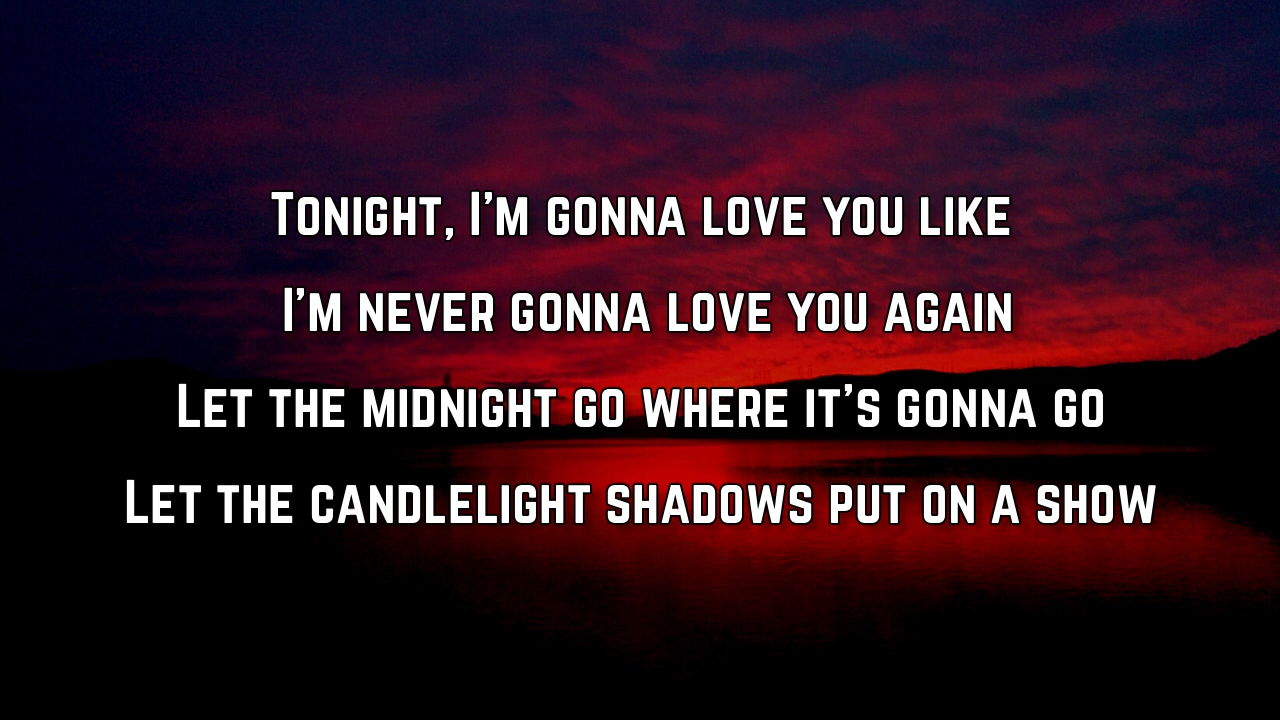 Tonight, I'm gonna love you like
I'm never gonna love you again
Let the midnight go where it's gonna go
Let the candlelight shadows put on a show